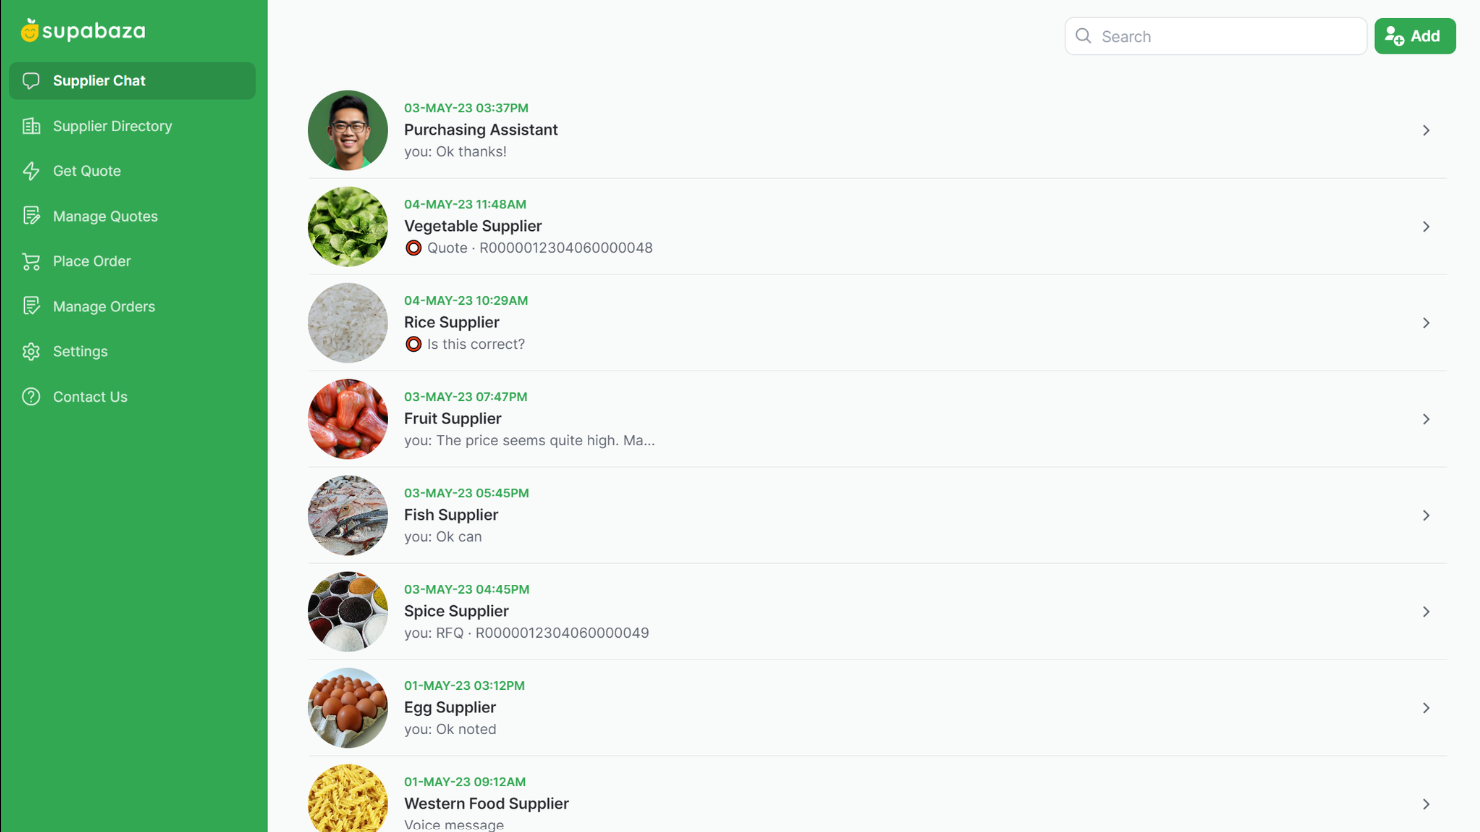 supabaza
Supplier Chat
Supplier Directory
Get Quote
Manage Quotes
Place Order
Manage Orders
Settings
Contact Us
Search
Add
03-MAY-23 03:37PM
Purchasing Assistant
you: Ok thanks!
04-MAY-23 11:48AM
Vegetable Supplier
Quote · R0000012304060000048
04-MAY-23 10:29AM
Rice Supplier
Is this correct?
03-MAY-23 07:47PM
Fruit Supplier
you: The price seems quite high. Ma...
03-MAY-23 05:45PM
Fish Supplier
you: Ok can
03-MAY-23 04:45PM
Spice Supplier
you: RFQ · R0000012304060000049
01-MAY-23 03:12PM
Egg Supplier
you: Ok noted
01-MAY-23 09:12AM
Western Food Supplier
Voice message